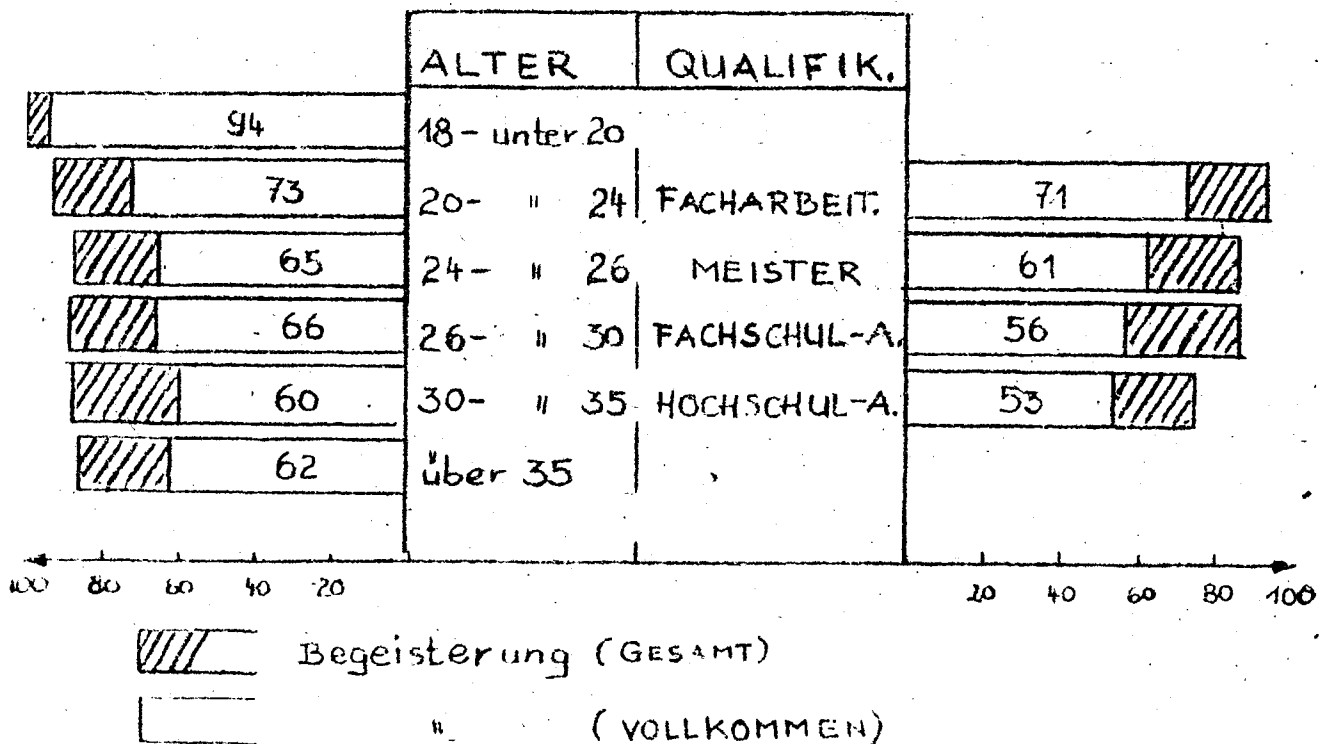 ALTER QUALIFIK.
94 18- unter 20
73 20- " 24 FACHARBEIT. 71
65 24- " 26 MEISTER 61
66 26- " 30 FACHSCHUL-A. 56
60 30- " 35 HOCHSCHUL-A. 53
62 über 35
100 80 60 40 20 20 40 60 80 100
Begeisterung (GESAMT)
" (VOLLKOMMEN)